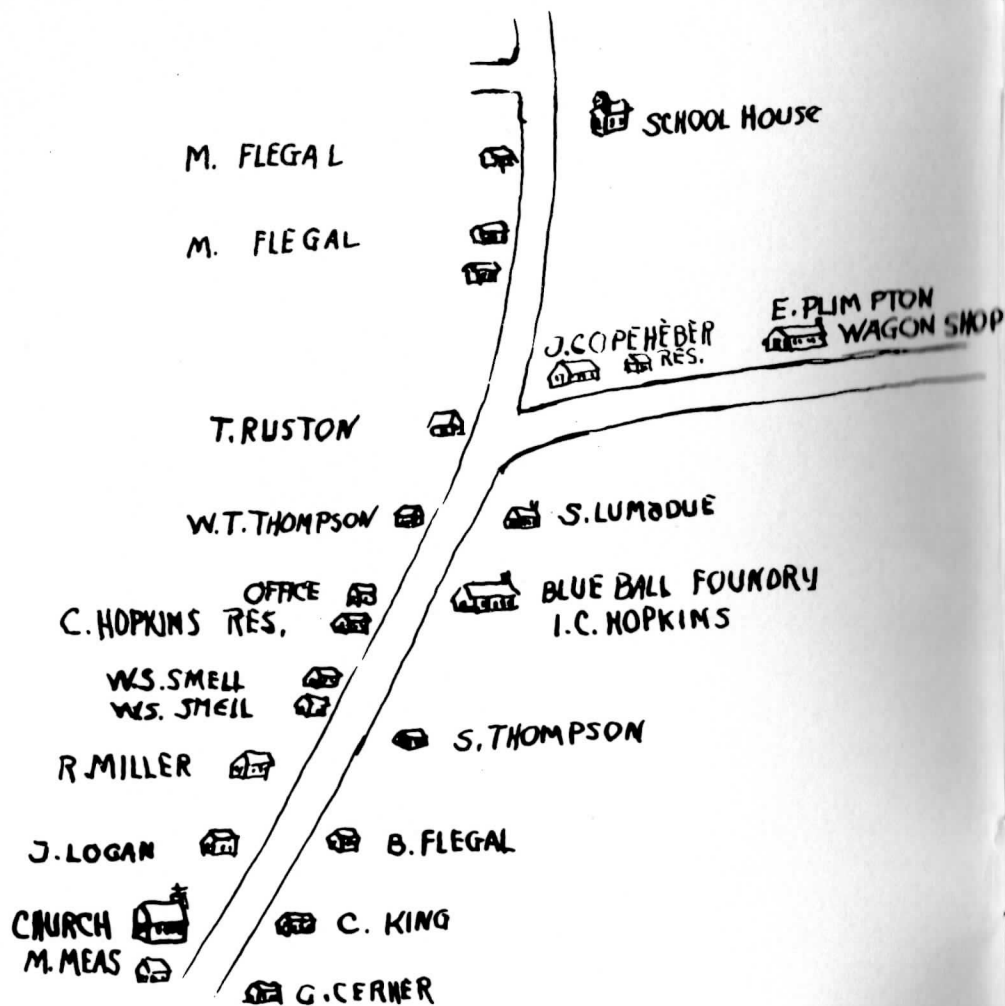 SCHOOL HOUSE
M. FLEGAL
M. FLEGAL
E. PLIMPTON
WAGON SHOP
J. COPEHEBER
RES.
T. RUSTON
W.T. THOMPSON
S. LUMADUE
OFFICE
BLUE BALL FOUNDRY
C. HOPKINS RES.
I.C. HOPKINS
W.S. SMELL
W.S. SMELL
S. THOMPSON
R. MILLER
J. LOGAN
B. FLEGAL
CHURCH
C. KING
M. MEAS
G. CERNER